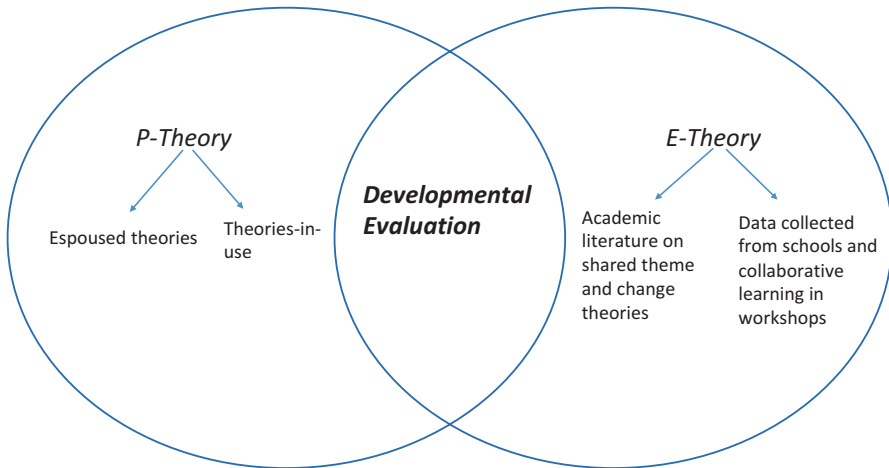 P-Theory
Espoused theories
Theories-in-
use
Developmental
Evaluation
E-Theory
Academic
literature on
shared theme
and change
theories
Data collected
from schools and
collaborative
learning in
workshops